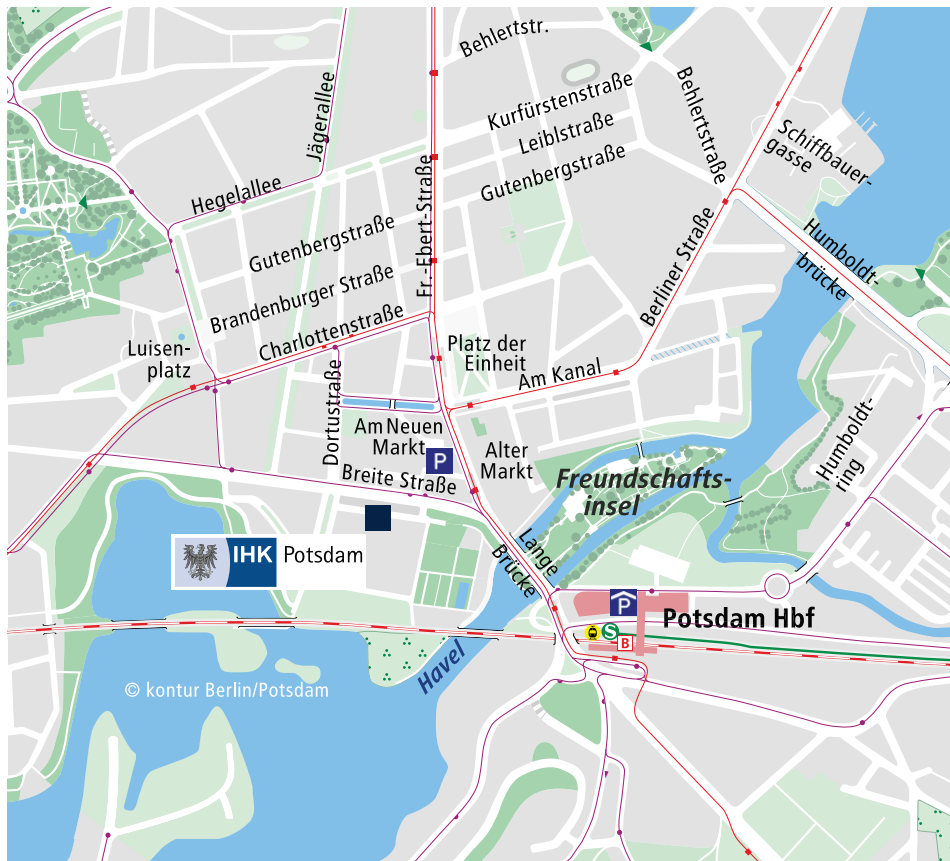 Behlertstr.
Jägerallee
Kurfürstenstraße
Behlertstraße
Leiblstraße
Schiffbauer-
gasse
Gutenbergstraße
Hegelallee
Fr.-Ebert-Straße
Gutenbergstraße
Berliner Straße
Humboldt-
brücke
Brandenburger Straße
Charlottenstraße
Luisen-
platz
Platz der
Einheit
Am Kanal
Dortustraße
Am Neuen
Markt
P
Alter
Markt
Humboldt-
ring
Breite Straße
Freundschafts-
insel
IHK Potsdam
Lange
Brücke
P
Potsdam Hbf
S
B
Havel
© kontur Berlin/Potsdam